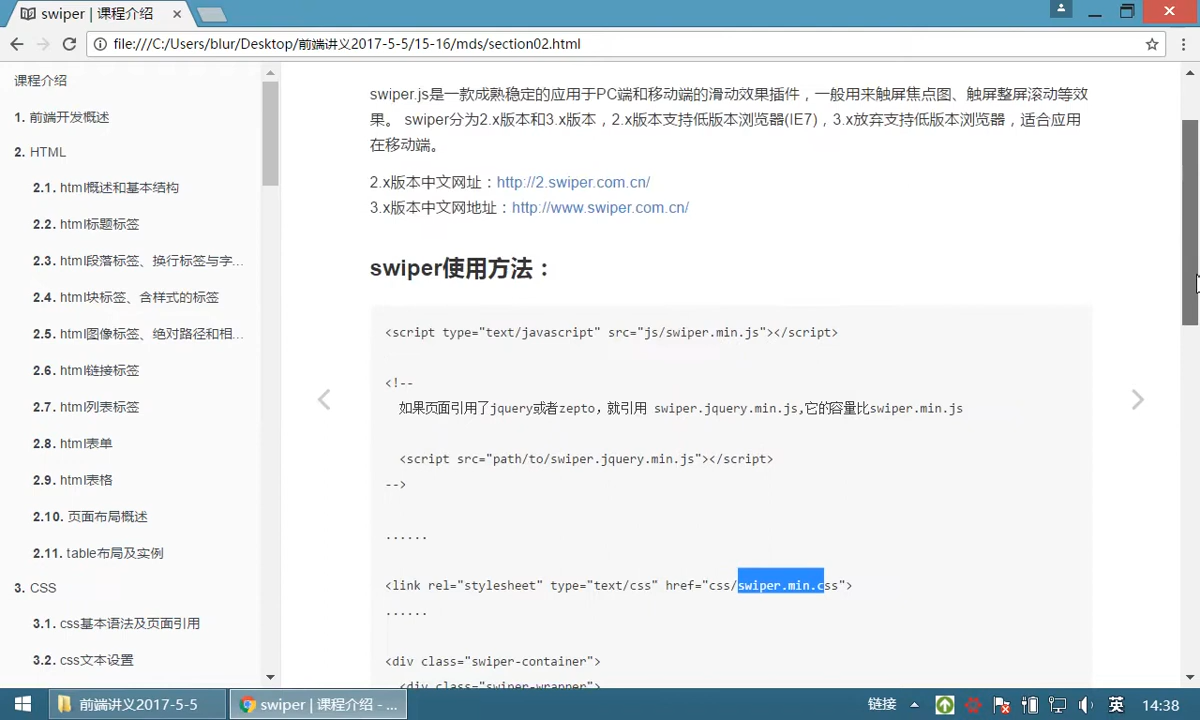 swiper | 课程介绍
file:///C:/Users/blur/Desktop/前端讲义2017-5-5/15-16/mds/section02.html
课程介绍
1. 前端开发概述
2. HTML
2.1. html概述和基本结构
2.2. html标题标签
2.3. html段落标签、换行标签与字...
2.4. html块标签、含样式的标签
2.5. html图像标签、绝对路径和相...
2.6. html链接标签
2.7. html列表标签
2.8. html表单
2.9. html表格
2.10. 页面布局概述
2.11. table布局及实例
3. CSS
3.1. css基本语法及页面引用
3.2. css文本设置
swiper.js是一款成熟稳定的应用于PC端和移动端的滑动效果插件，一般用来触屏焦点图、触屏整屏滚动等效
果。 swiper分为2.x版本和3.x版本，2.x版本支持低版本浏览器(IE7)，3.x放弃支持低版本浏览器，适合应用
在移动端。
2.x版本中文网址：http://2.swiper.com.cn/
3.x版本中文网地址：http://www.swiper.com.cn/
swiper使用方法：
<script type="text/javascript" src="js/swiper.min.js"></script>
<!--
如果页面引用了jquery或者zepto，就引用 swiper.jquery.min.js,它的容量比swiper.min.js
<script src="path/to/swiper.jquery.min.js"></script>
-->
......
<link rel="stylesheet" type="text/css" href="css/swiper.min.css">
......
<div class="swiper-container">
<div class="swiper-wrapper">
前端讲义2017-5-5
swiper | 课程介绍 - ...
链接
英
14:38